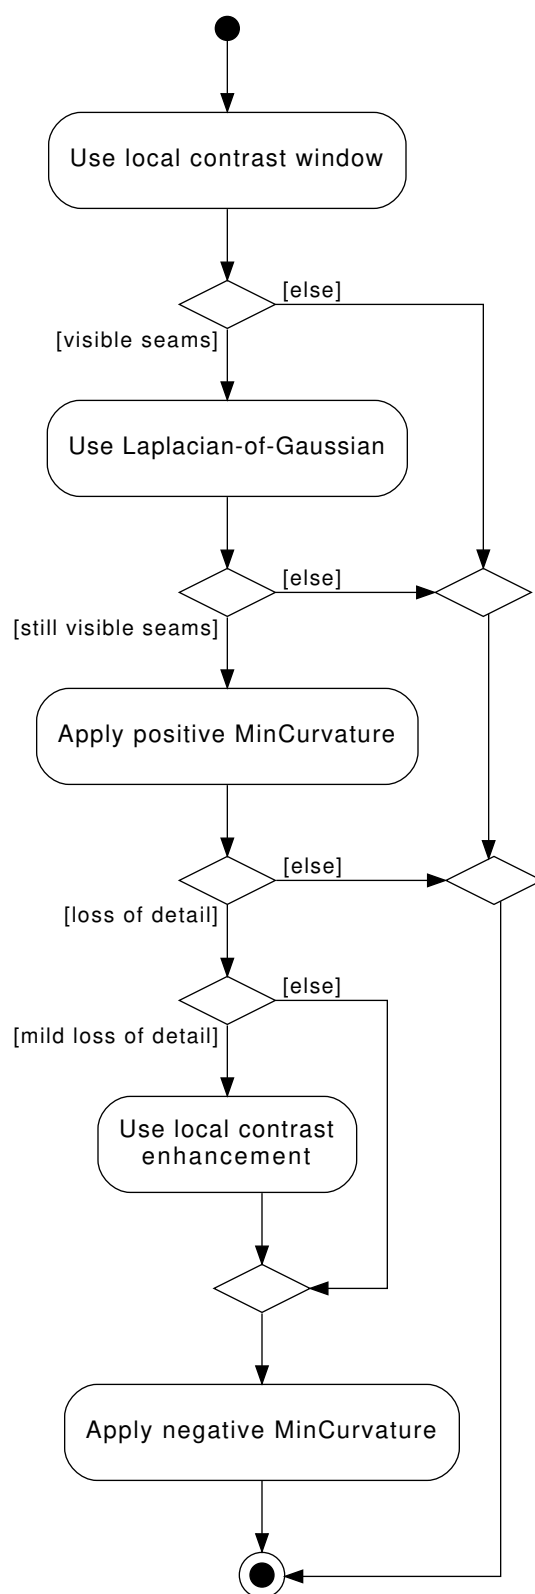 Use local contrast window
[else]
[visible seams]
Use Laplacian-of-Gaussian
[else]
[still visible seams]
Apply positive MinCurvature
[else]
[loss of detail]
[else]
[mild loss of detail]
Use local contrast
enhancement
Apply negative MinCurvature